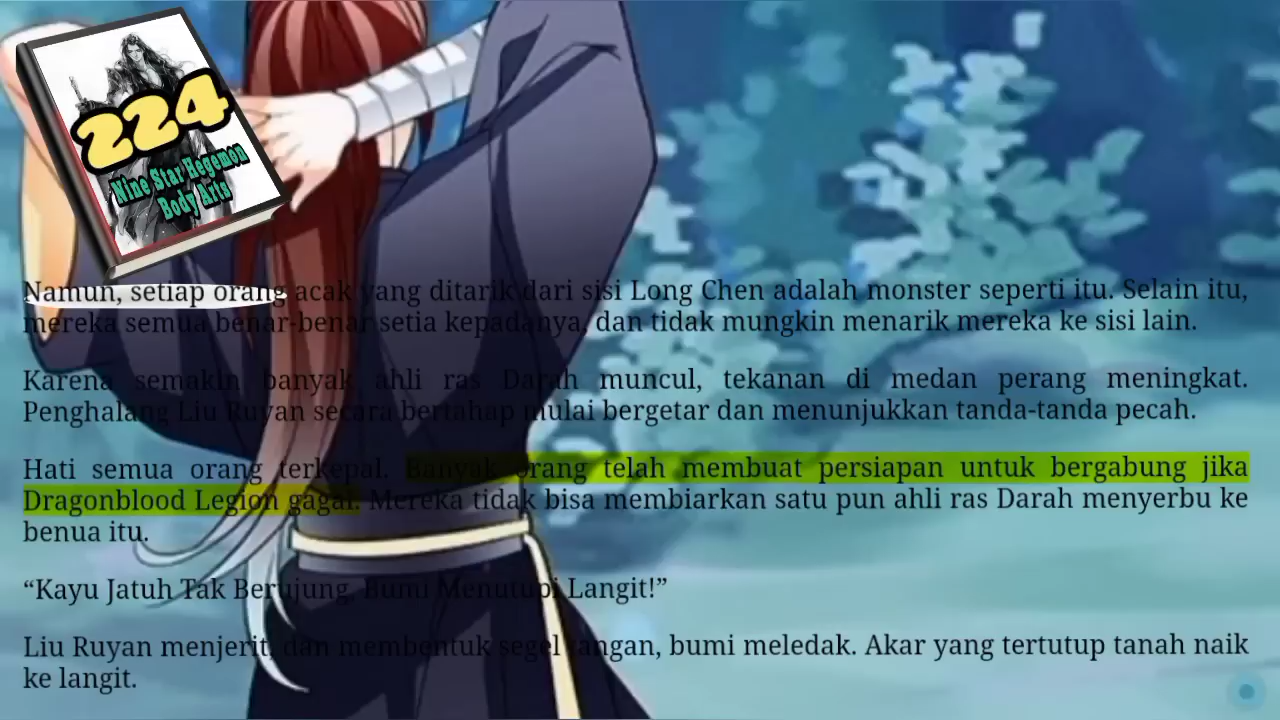 224
Nine Star Hegemon
Body Arts
Namun, setiap orang acak yang ditarik dari sisi Long Chen adalah monster seperti itu. Selain itu,
mereka semua benar-benar setia kepadanya, dan tidak mungkin menarik mereka ke sisi lain.
Karena semakin banyak ahli ras Darah muncul, tekanan di medan perang meningkat.
Penghalang Liu Ruyan secara bertahap mulai bergetar dan menunjukkan tanda-tanda pecah.
Hati semua orang terkepal. Banyak orang telah membuat persiapan untuk bergabung jika
Dragonblood Legion gagal. Mereka tidak bisa membiarkan satu pun ahli ras Darah menyerbu ke
benua itu.
“Kayu Jatuh Tak Berujung, Bumi Menutupi Langit!”
Liu Ruyan menjerit, dan membentuk segel tangan, bumi meledak. Akar yang tertutup tanah naik
ke langit.